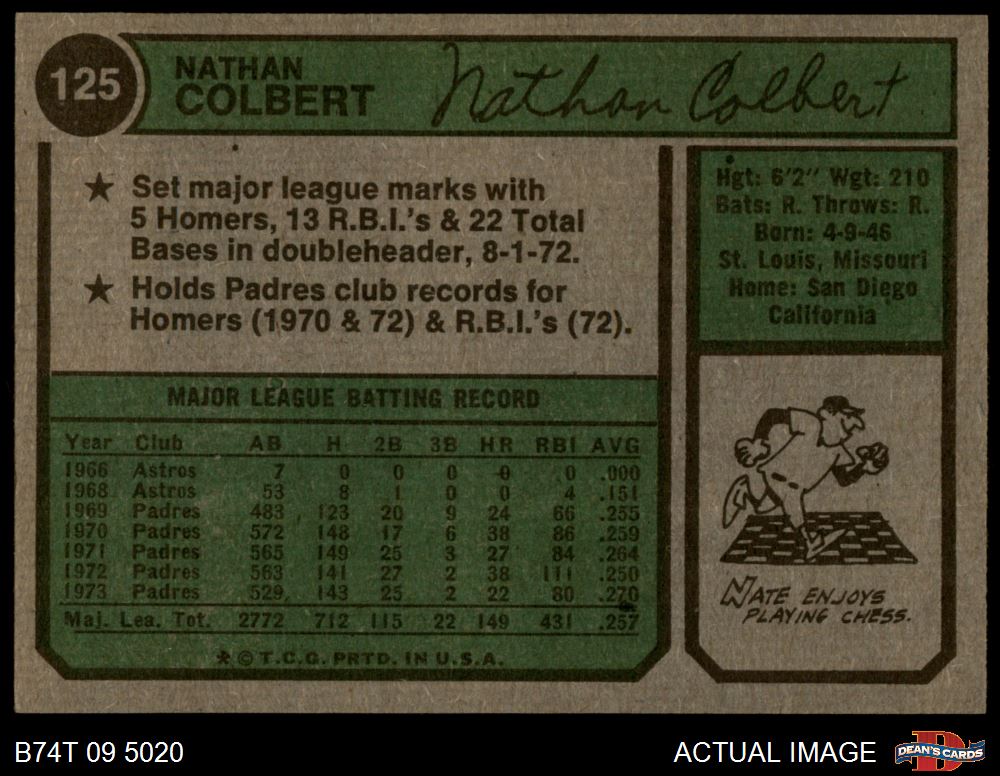 125
NATHAN
COLBERT
Nathan Colbert
★ Set major league marks with
5 Homers, 13 R.B.I.'s & 22 Total
Bases in doubleheader, 8-1-72.
★ Holds Padres club records for
Homers (1970 & 72) & R.B.I.'s (72).
Hgt: 6'2" Wgt: 210
Bats: R. Throws: R.
Born: 4-9-46
St. Louis, Missouri
Home: San Diego
California
MAJOR LEAGUE BATTING RECORD
Year Club AB H 2B 3B HR RBI AVG
1966 Astros 7 0 0 0 0 0 .000
1968 Astros 53 8 1 0 0 4 .151
1969 Padres 483 123 20 9 24 66 .255
1970 Padres 572 148 17 6 38 86 .259
1971 Padres 565 149 25 3 27 84 .264
1972 Padres 563 141 27 2 38 111 .250
1973 Padres 529 143 25 2 22 80 .270
Maj. Lea. Tot. 2772 712 115 22 149 431 .257
★ © T.C.G. PRTD. IN U.S.A.
NATE ENJOYS
PLAYING CHESS.
B74T 09 5020
ACTUAL IMAGE
DEAN'S CARDS